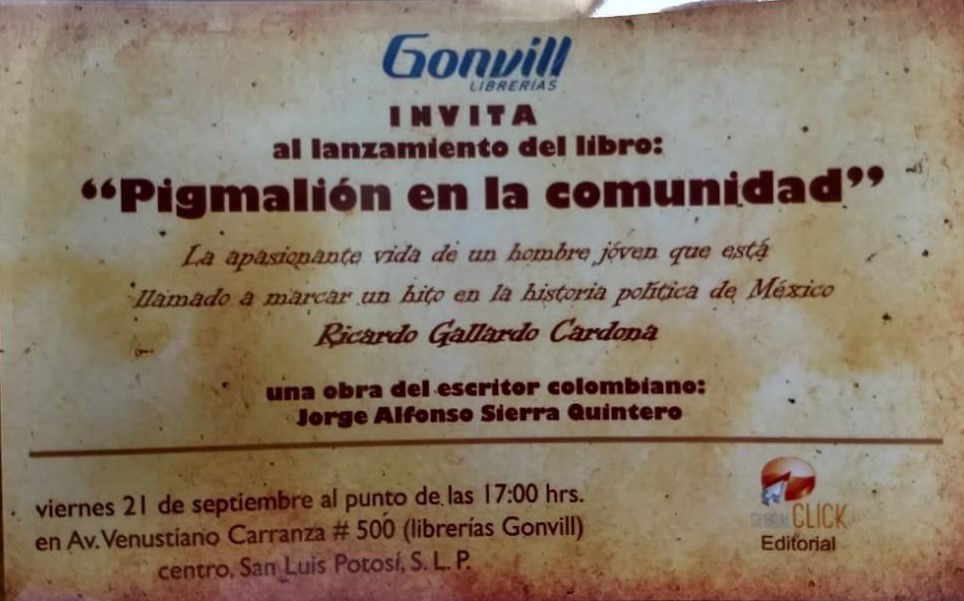 Gonvill
LIBRERÍAS
INVITA
al lanzamiento del libro:
“Pigmalión en la comunidad”
La apasionante vida de un hombre jóven que está
llamado a marcar un hito en la historia política de México
Ricardo Gallardo Cardona
una obra del escritor colombiano:
Jorge Alfonso Sierra Quintero
viernes 21 de septiembre al punto de las 17:00 hrs.
en Av. Venustiano Carranza # 500 (librerías Gonvill)
centro, San Luis Potosí, S. L. P.
CLICK
Editorial